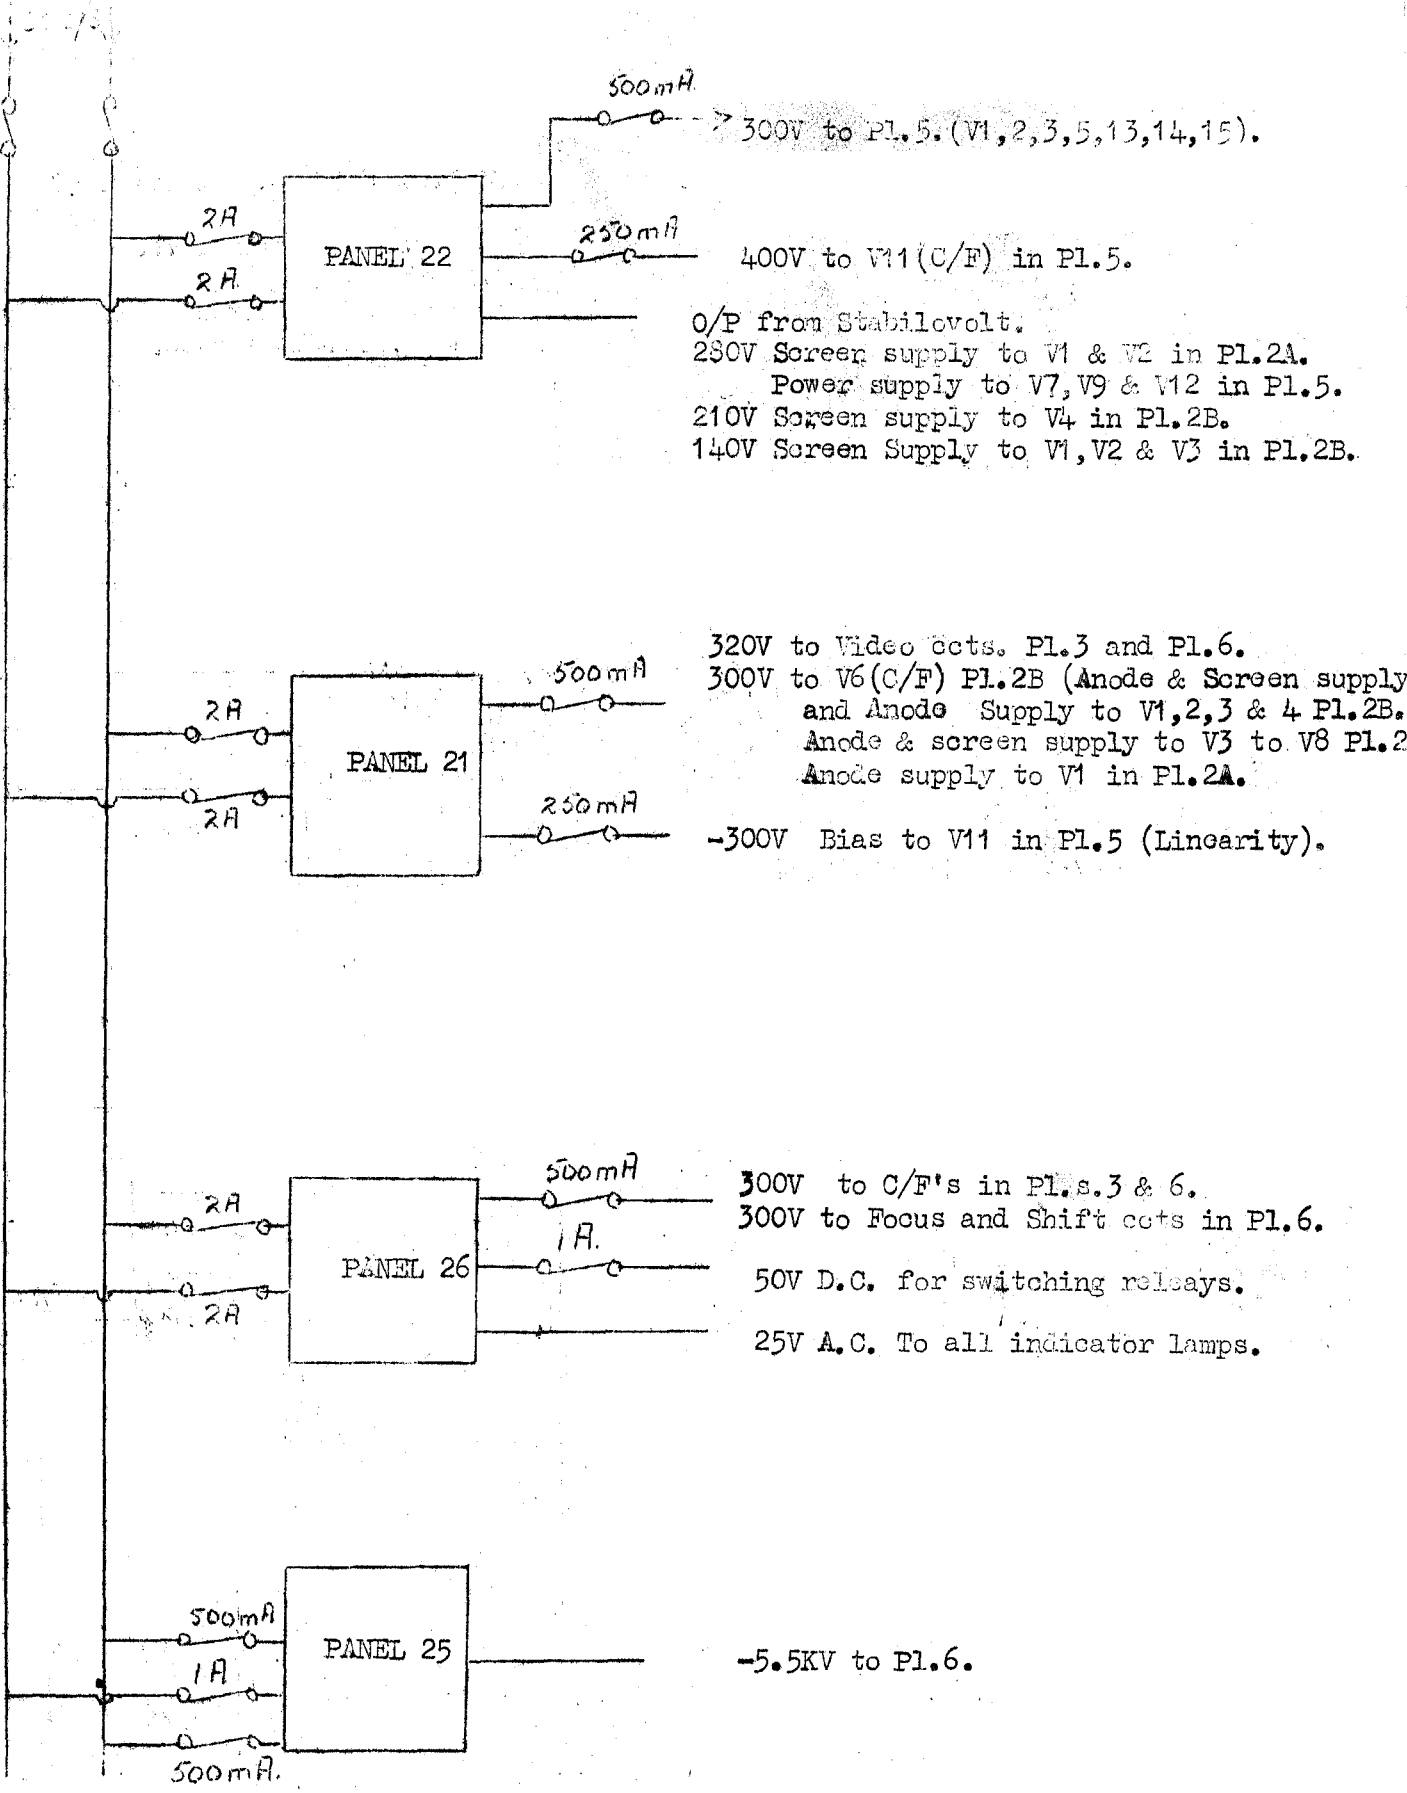 500mA.
300V to Pl.5.(V1,2,3,5,13,14,15).
2A
250mA
PANEL 22
400V to V11(C/F) in Pl.5.
2A.
O/P from Stabilovolt.
280V Screen supply to V1 & V2 in Pl.2A.
Power supply to V7,V9 & V12 in Pl.5.
210V Screen supply to V4 in Pl.2B.
140V Screen Supply to V1,V2 & V3 in Pl.2B.
320V to Video ccts. Pl.3 and Pl.6.
500mA
300V to V6(C/F) Pl.2B (Anode & Screen supply
2A
and Anode Supply to V1,2,3 & 4 Pl.2B.
Anode & screen supply to V3 to V8 Pl.2
PANEL 21
Anode supply to V1 in Pl.2A.
2A
250mA
-300V Bias to V11 in Pl.5 (Linearity).
500mA
300V to C/F's in Pl.s.3 & 6.
2A
300V to Focus and Shift ccts in Pl.6.
1A.
PANEL 26
50V D.C. for switching releays.
2A
25V A.C. To all indicator lamps.
500mA
PANEL 25
-5.5KV to Pl.6.
1A
500mA.